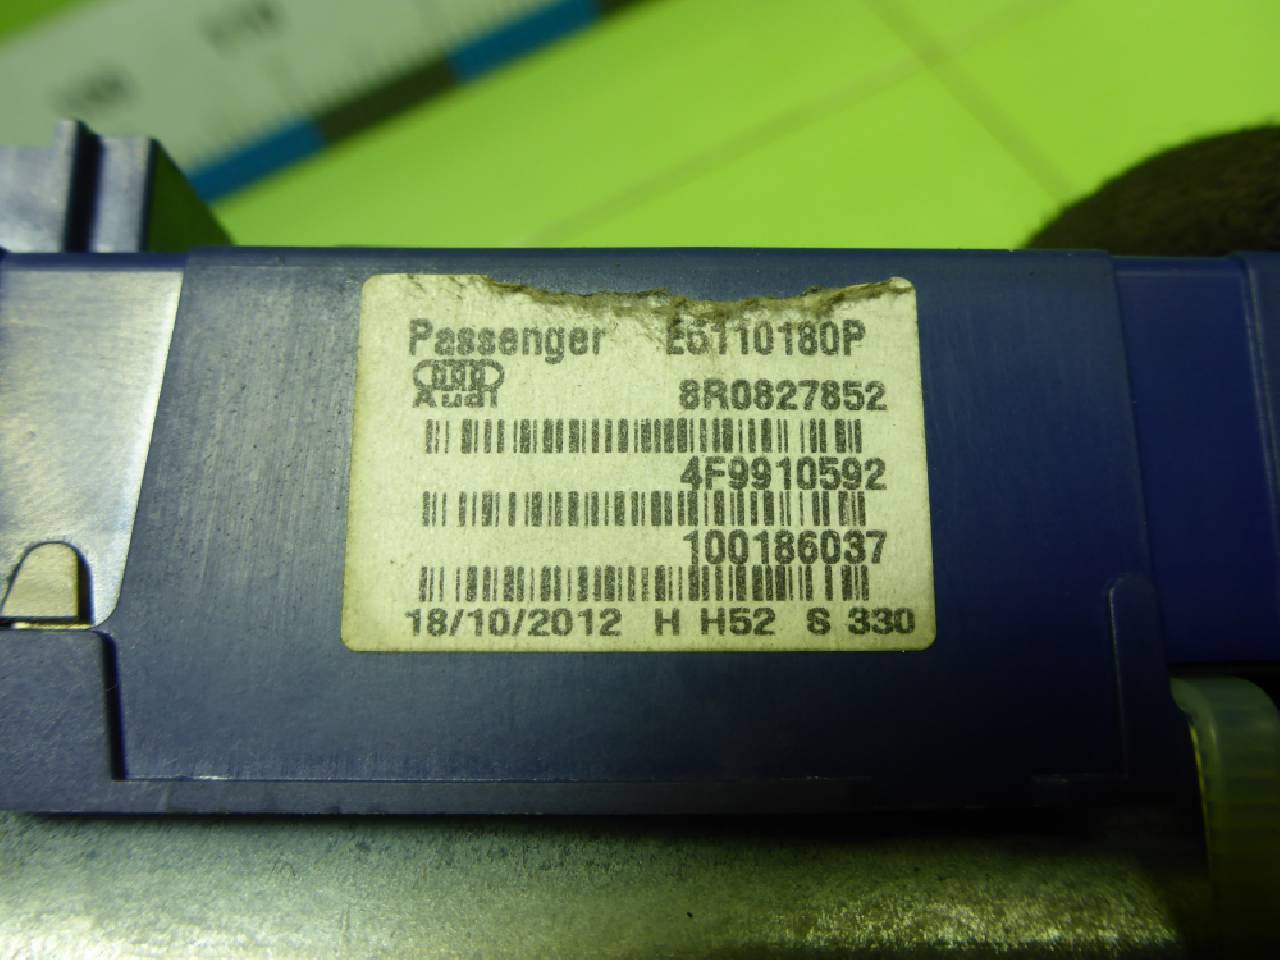 Passenger E5110180P
Audi
8R0827852
4F9910592
100186037
18/10/2012 H H52 S 330